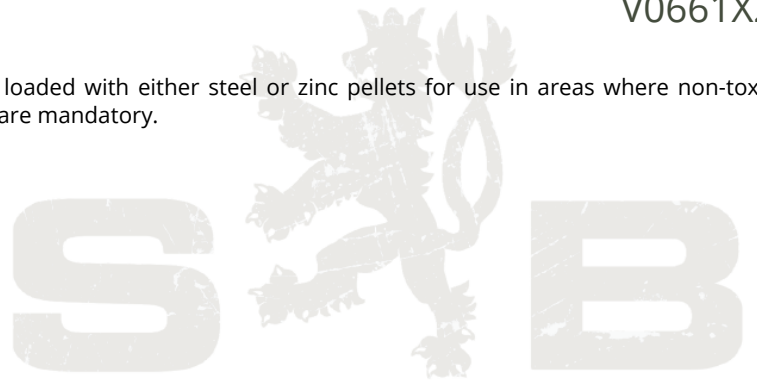 V0661X
loaded with either steel or zinc pellets for use in areas where non-tox
are mandatory.
S B